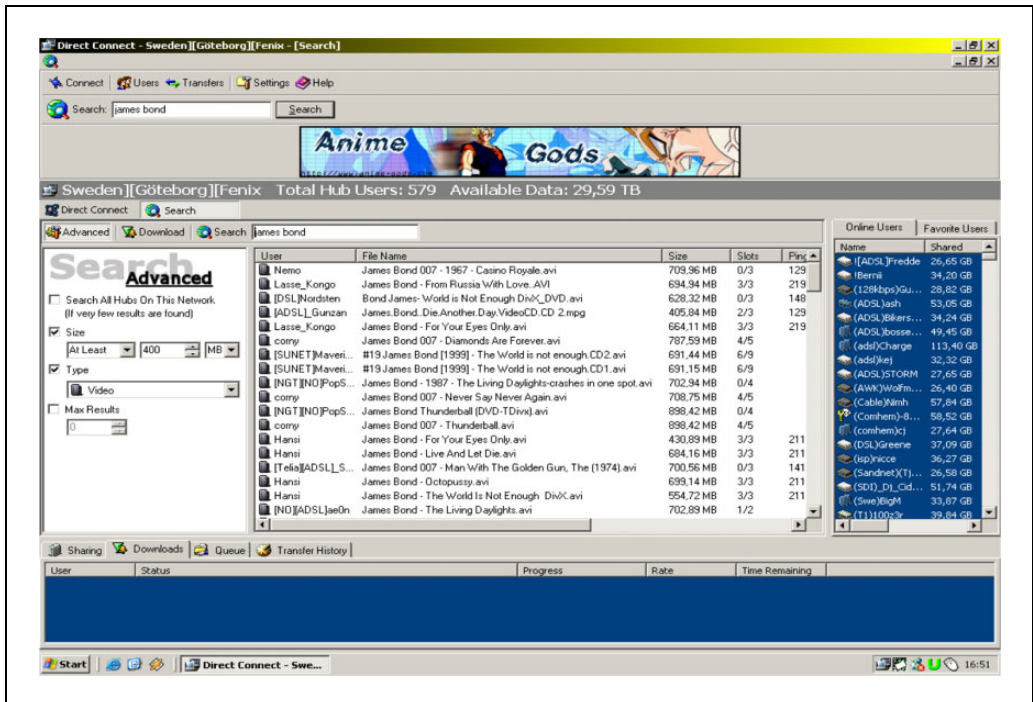 Direct Connect - Sweden][Göteborg][Fenix - [Search]
Connect Users Transfers Settings Help
Search: james bond Search
Anime Gods
Sweden][Göteborg][Fenix Total Hub Users: 579 Available Data: 29,59 TB
Direct Connect Search
Advanced Download Search james bond
Search
Advanced
Search All Hubs On This Network
(If very few results are found)
Size
At Least 400 MB
Type
Video
Max Results
0
User File Name Size Slots Ping
Nemo James Bond 007 - 1967 - Casino Royale.avi 709,96 MB 0/3 129
Lasse_Kongo James Bond - From Russia With Love..AVI 694,94 MB 3/3 219
[DSL]Nordsten Bond James- World is Not Enough DivX_DVD.avi 628,32 MB 0/3 148
[ADSL]_Gunzan James.Bond..Die.Another.Day.VideoCD.CD 2.mpg 405,84 MB 2/3 129
Lasse_Kongo James Bond - For Your Eyes Only.avi 664,11 MB 3/3 219
corny James Bond 007 - Diamonds Are Forever.avi 787,59 MB 4/5
[SUNET]Maveri... #19 James Bond [1999] - The World is not enough.CD2.avi 691,44 MB 6/9
[SUNET]Maveri... #19 James Bond [1999] - The World is not enough.CD1.avi 691,15 MB 6/9
[NGT][NO]PopS... James Bond - 1987 - The Living Daylights-crashes in one spot.avi 702,94 MB 0/4
corny James Bond 007 - Never Say Never Again.avi 708,75 MB 4/5
[NGT][NO]PopS... James Bond Thunderball (DVD-TDivx).avi 898,42 MB 0/4
corny James Bond 007 - Thunderball.avi 898,42 MB 4/5
Hansi James Bond - For Your Eyes Only.avi 430,89 MB 3/3 211
Hansi James Bond - Live And Let Die.avi 684,16 MB 3/3 211
[Telia][ADSL]_S... James Bond 007 - Man With The Golden Gun, The (1974).avi 700,56 MB 0/3 141
Hansi James Bond - Octopussy.avi 699,14 MB 3/3 211
Hansi James Bond - The World Is Not Enough DivX.avi 554,72 MB 3/3 211
[NO][ADSL]ae0n James Bond - The Living Daylights.avi 702,89 MB 1/2
Online Users Favorite Users
Name Shared
![ADSL]Fredde 26,65 GB
!Bernii 34,20 GB
(128kbps)Gu... 28,82 GB
(ADSL)ash 53,05 GB
(ADSL)Bikers... 34,24 GB
(ADSL)bosse... 49,45 GB
(adsl)Charge 113,40 GB
(adsl)kej 32,32 GB
(ADSL)STORM 27,65 GB
(AWK)Wolfm... 26,40 GB
(Cable)Nimh 57,84 GB
(Comhem)-8... 58,52 GB
(comhem)cj 27,64 GB
(DSL)Greene 37,09 GB
(isp)nicce 36,27 GB
(Sandnet)(Tj... 26,58 GB
(SDI)_Dj_Cid... 51,74 GB
(Swe)BigM 33,87 GB
(T1)100z3r 39,84 GB
Sharing Downloads Queue Transfer History
User Status Progress Rate Time Remaining
Start Direct Connect - Swe... 16:51